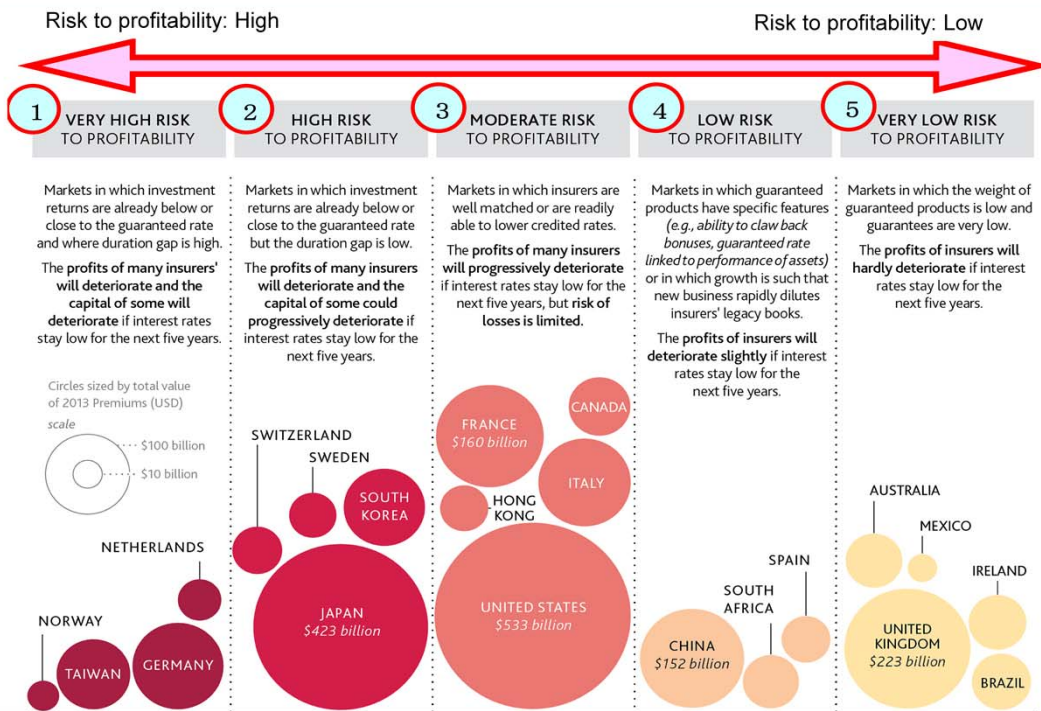 Risk to profitability: High
Risk to profitability: Low
1
VERY HIGH RISK
TO PROFITABILITY
2
HIGH RISK
TO PROFITABILITY
3
MODERATE RISK
TO PROFITABILITY
4
LOW RISK
TO PROFITABILITY
5
VERY LOW RISK
TO PROFITABILITY
Markets in which investment
returns are already below or
close to the guaranteed rate
and where duration gap is high.
The profits of many insurers'
will deteriorate and the
capital of some will
deteriorate if interest rates
stay low for the next five years.
Markets in which investment
returns are already below or
close to the guaranteed rate
but the duration gap is low.
The profits of many insurers
will deteriorate and the
capital of some could
progressively deteriorate if
interest rates stay low for the
next five years.
Markets in which insurers are
well matched or are readily
able to lower credited rates.
The profits of many insurers
will progressively deteriorate
if interest rates stay low for the
next five years, but risk of
losses is limited.
Markets in which guaranteed
products have specific features
(e.g., ability to claw back
bonuses, guaranteed rate
linked to performance of assets)
or in which growth is such that
new business rapidly dilutes
insurers' legacy books.
The profits of insurers will
deteriorate slightly if interest
rates stay low for the
next five years.
Markets in which the weight of
guaranteed products is low and
guarantees are very low.
The profits of insurers will
hardly deteriorate if interest
rates stay low for the
next five years.
Circles sized by total value
of 2013 Premiums (USD)
scale
$100 billion
$10 billion
NETHERLANDS
NORWAY
TAIWAN
GERMANY
SWITZERLAND
SWEDEN
SOUTH
KOREA
JAPAN
$423 billion
FRANCE
$160 billion
CANADA
ITALY
HONG
KONG
UNITED STATES
$533 billion
SPAIN
SOUTH
AFRICA
CHINA
$152 billion
AUSTRALIA
MEXICO
IRELAND
UNITED
KINGDOM
$223 billion
BRAZIL